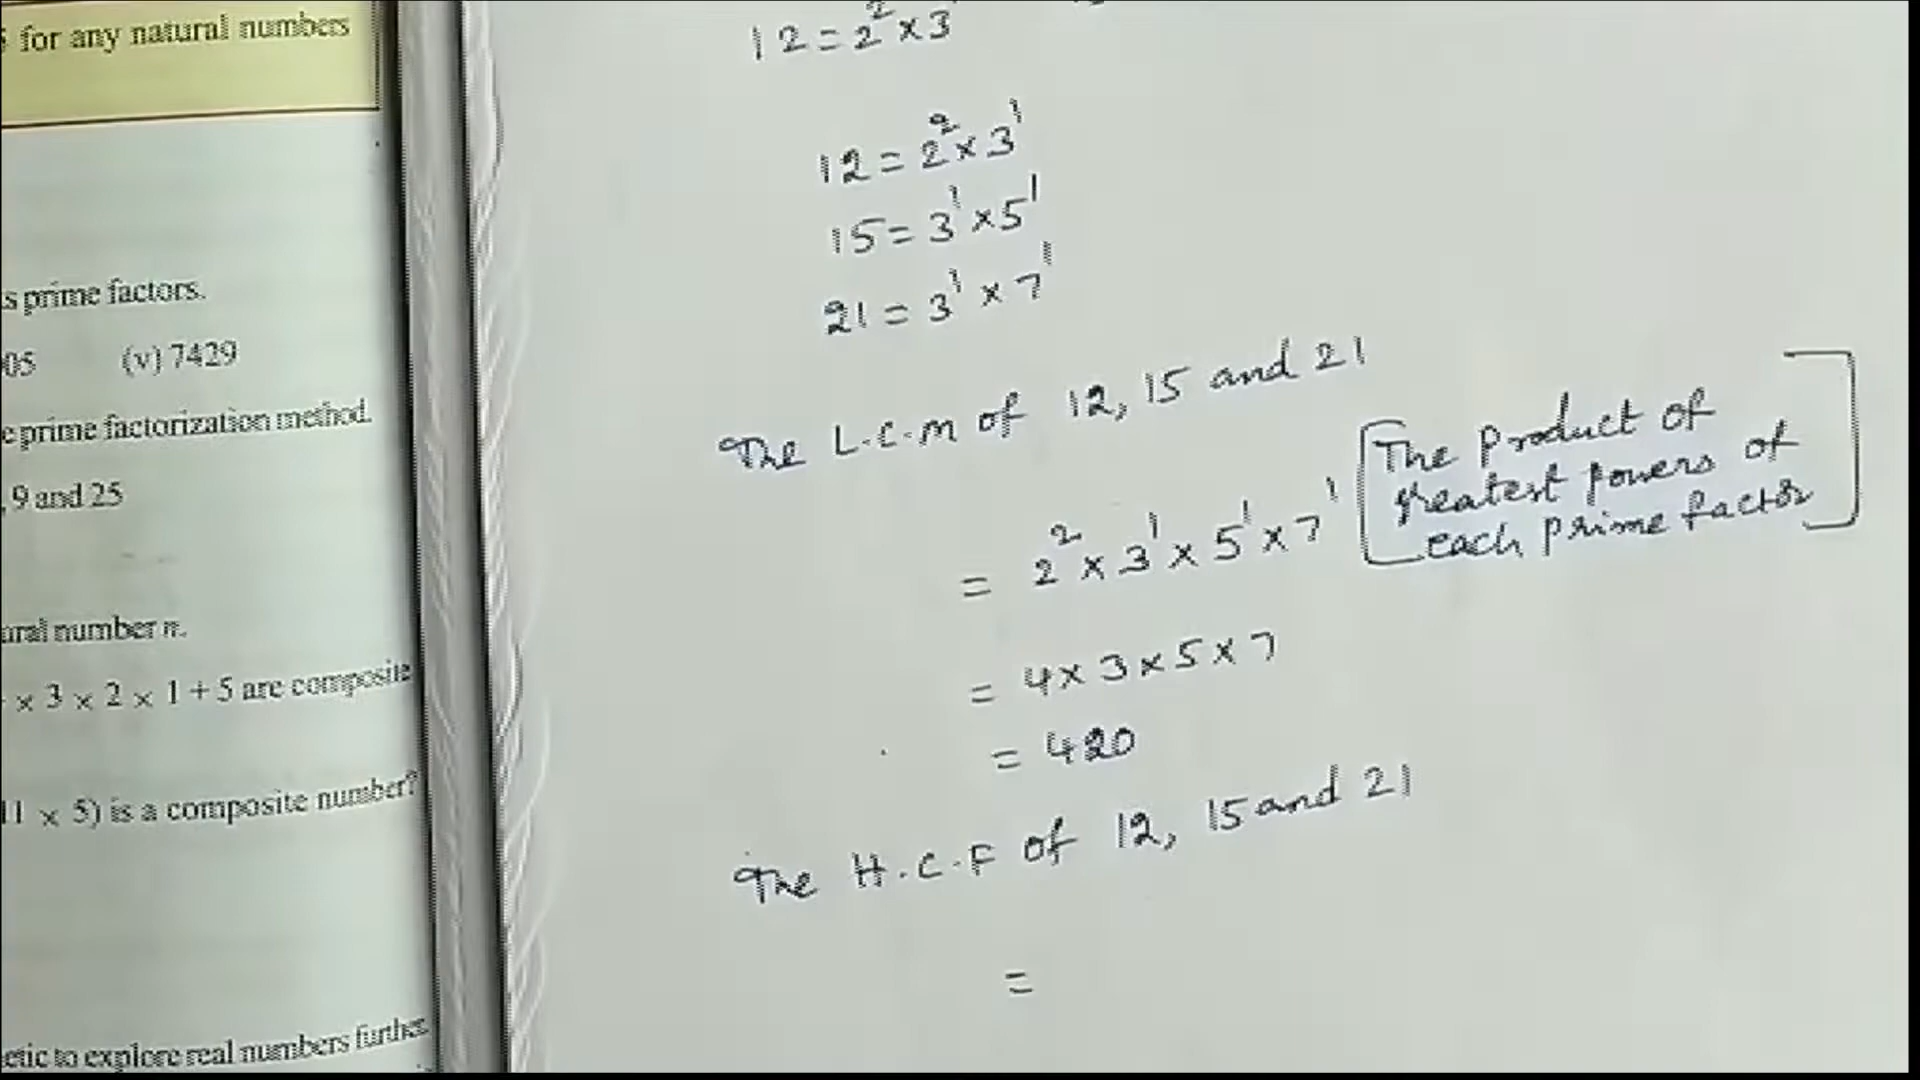 for any natural numbers
s prime factors.
05 (v) 7429
e prime factorization method.
, 9 and 25
ural number n.
× 3 × 2 × 1 + 5 are composite
11 × 5) is a composite number?
etic to explore real numbers further.
12 = 2² × 3
12 = 2² × 3¹
15 = 3¹ × 5¹
21 = 3¹ × 7¹
The L.C.M of 12, 15 and 21
= 2² × 3¹ × 5¹ × 7¹ [The product of
greatest powers of
each prime factor]
= 4 × 3 × 5 × 7
= 420
The H.C.F of 12, 15 and 21
=